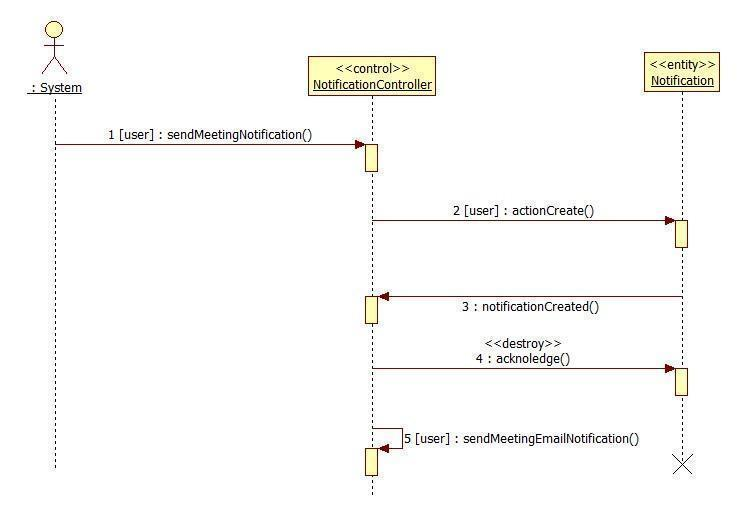 : System
<<control>>
NotificationController
<<entity>>
Notification
1 [user] : sendMeetingNotification()
2 [user] : actionCreate()
3 : notificationCreated()
<<destroy>>
4 : acknoledge()
5 [user] : sendMeetingEmailNotification()